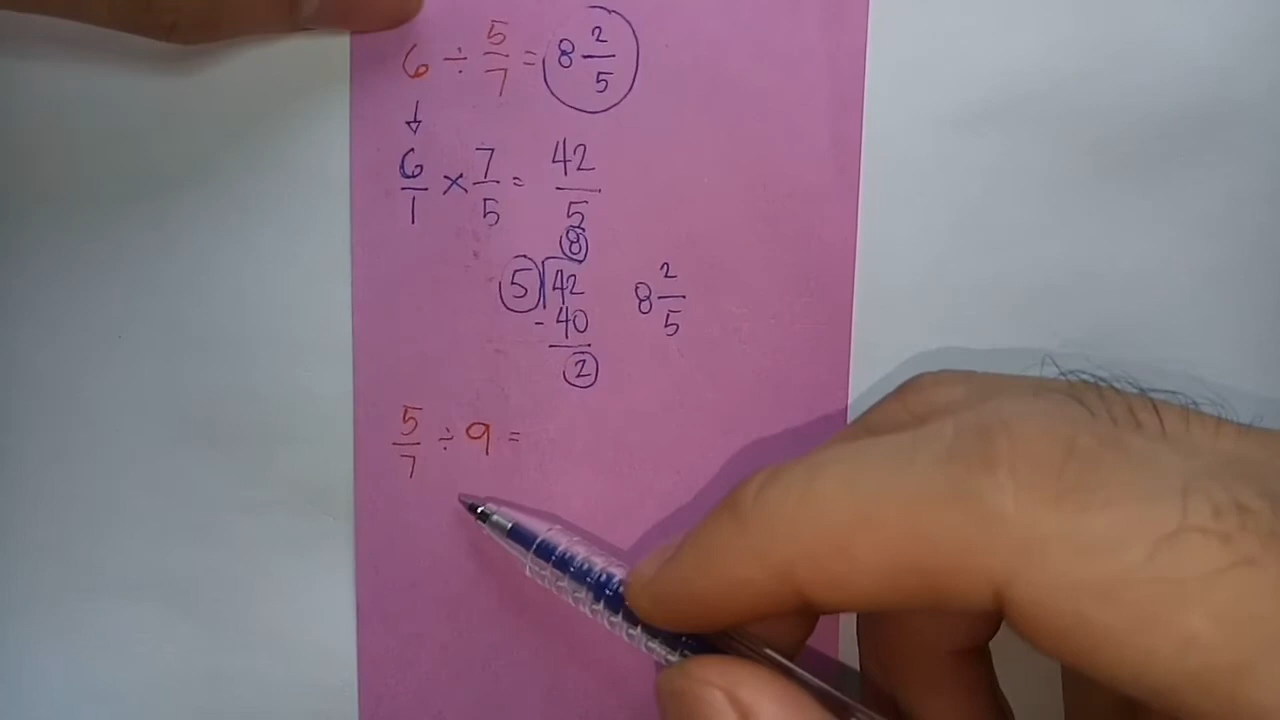 6 ÷ 5/7 = 8 2/5
↓
6/1 × 7/5 = 42/5
8
5 42 8 2/5
- 40
2
5/7 ÷ 9 =